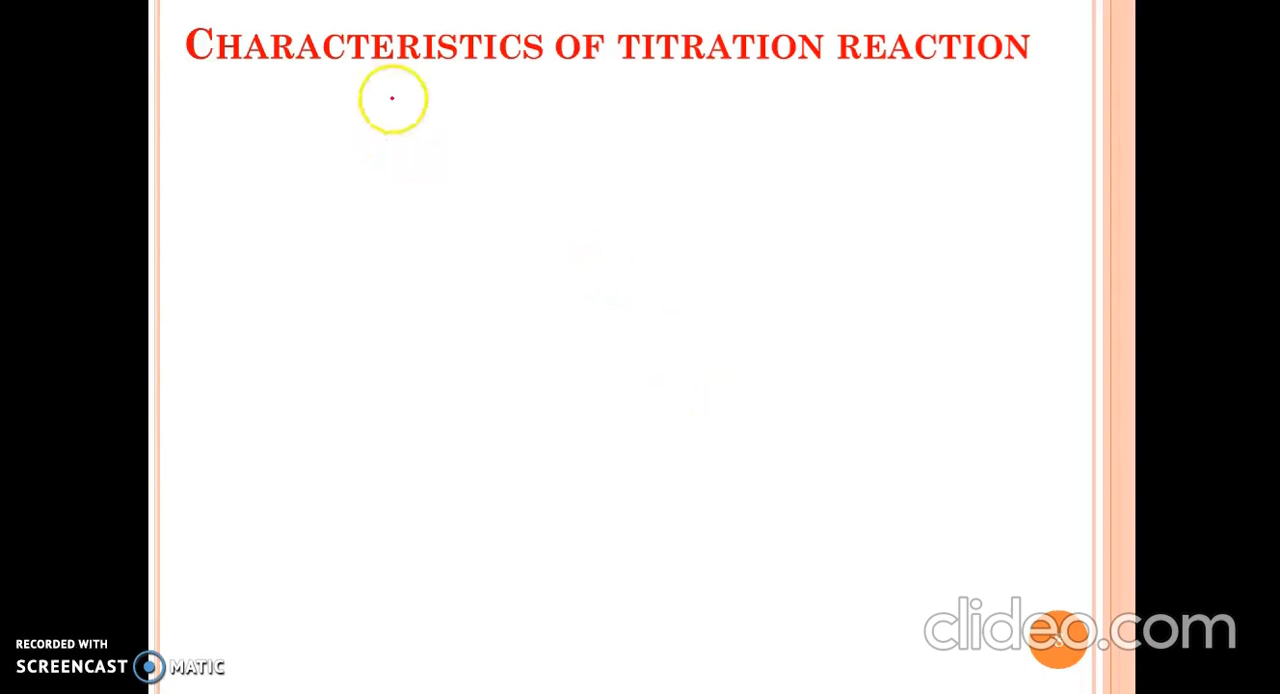 CHARACTERISTICS OF TITRATION REACTION
clideo.com
RECORDED WITH
SCREENCAST MATIC